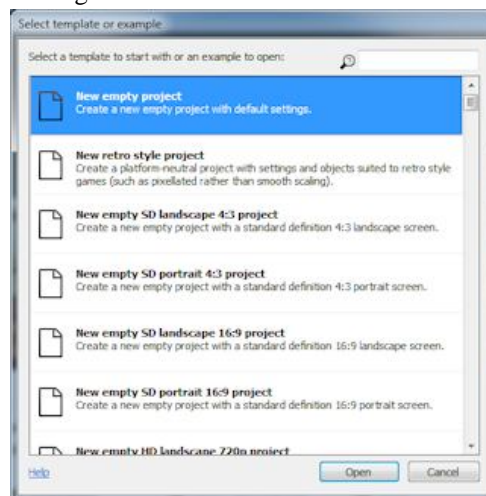 Select template or example
Select a template to start with or an example to open:
New empty project
Create a new empty project with default settings.
New retro style project
Create a platform-neutral project with settings and objects suited to retro style
games (such as pixellated rather than smooth scaling).
New empty SD landscape 4:3 project
Create a new empty project with a standard definition 4:3 landscape screen.
New empty SD portrait 4:3 project
Create a new empty project with a standard definition 4:3 portrait screen.
New empty SD landscape 16:9 project
Create a new empty project with a standard definition 16:9 landscape screen.
New empty SD portrait 16:9 project
Create a new empty project with a standard definition 16:9 portrait screen.
New empty HD landscape 720p project
Help
Open
Cancel